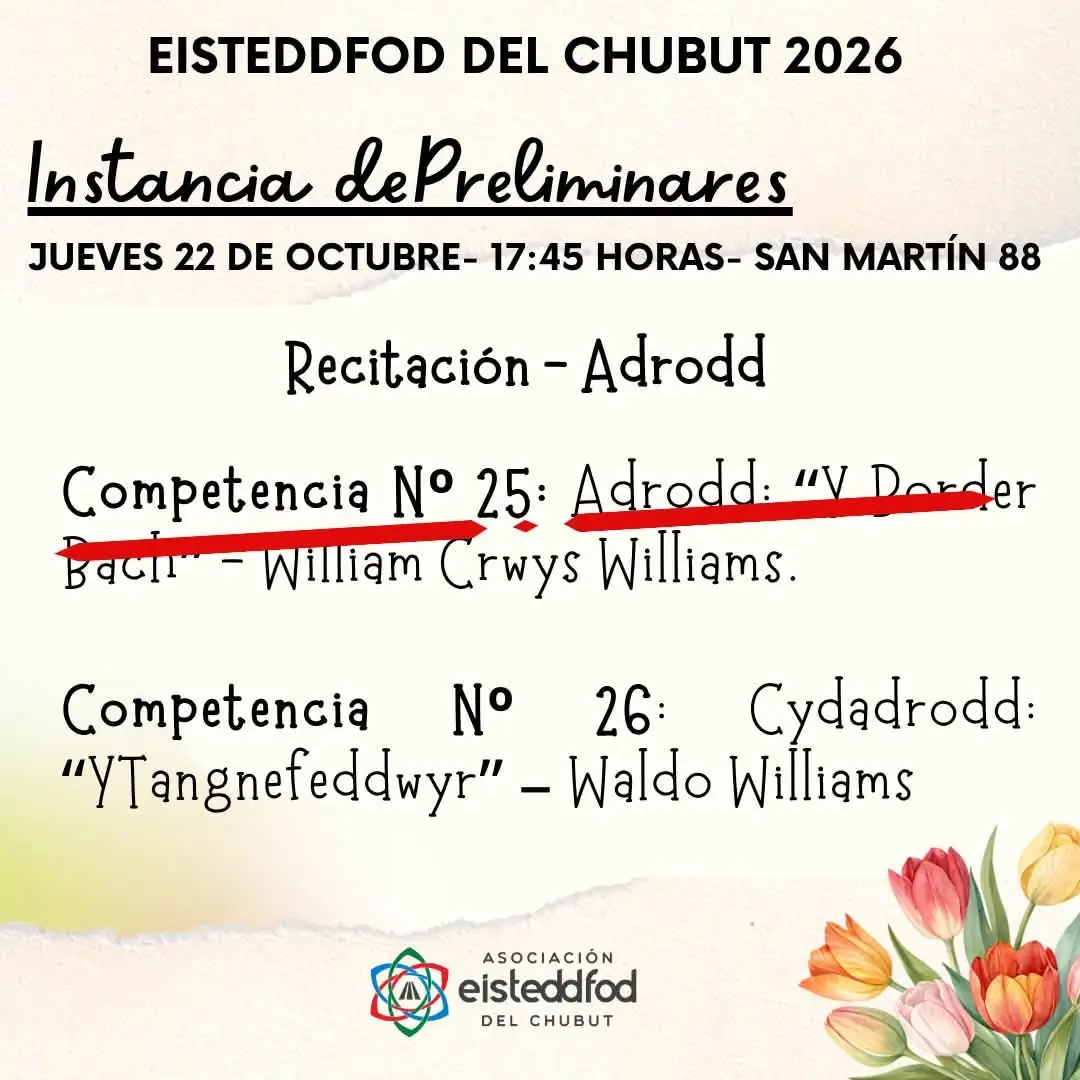 EISTEDDFOD DEL CHUBUT 2026
Instancia dePreliminares
JUEVES 22 DE OCTUBRE- 17:45 HORAS- SAN MARTÍN 88
Recitación - Adrodd
Competencia Nº 25: Adrodd: “Y Border
Bach” - William Crwys Williams.
Competencia Nº 26: Cydadrodd:
“YTangnefeddwyr” – Waldo Williams
ASOCIACIÓN
eisteddfod
DEL CHUBUT